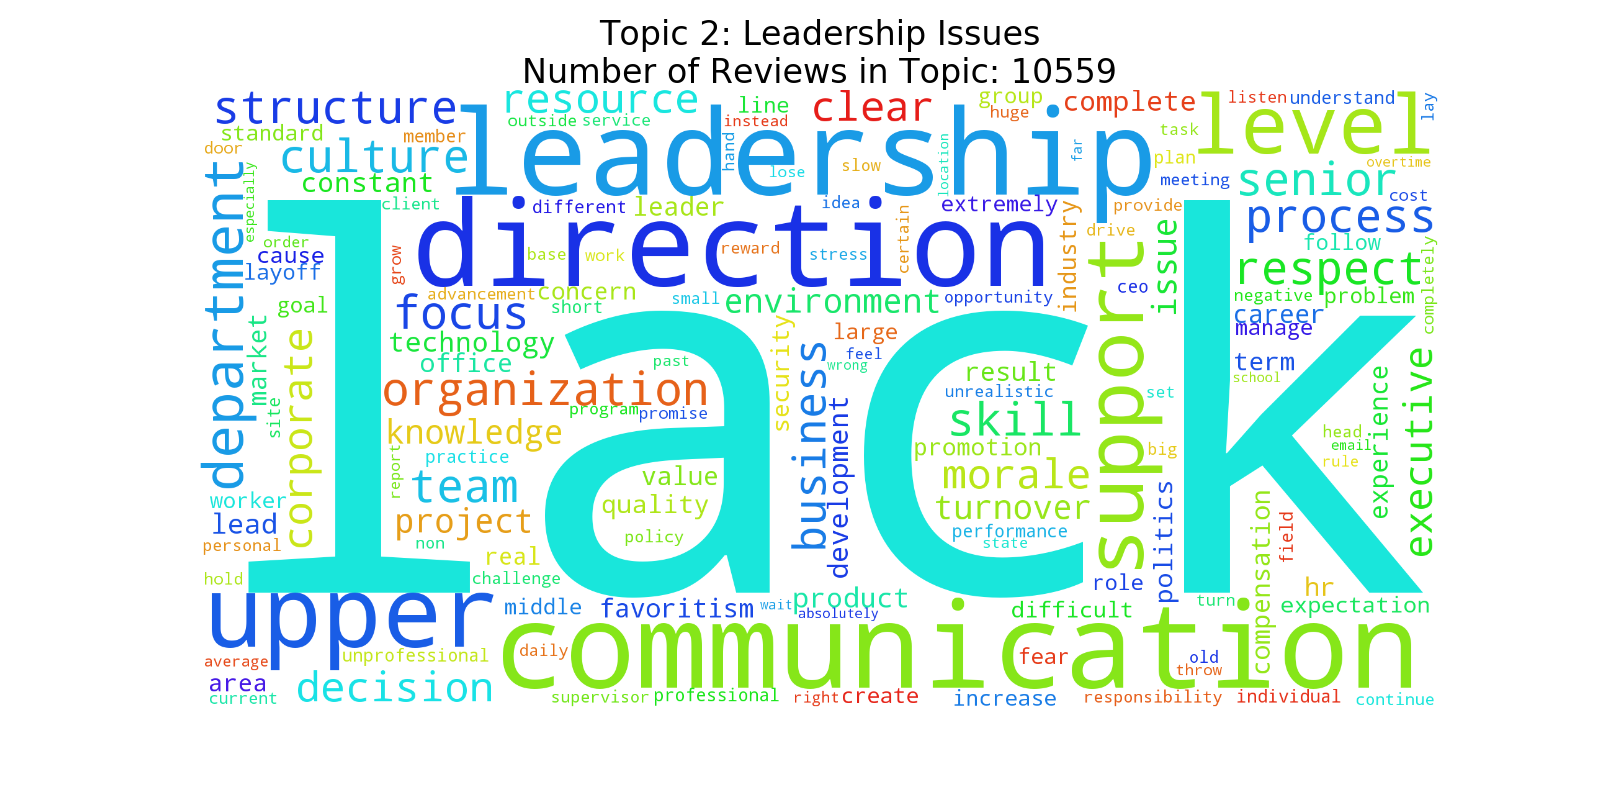 Topic 2: Leadership Issues
Number of Reviews in Topic: 10559
structure
resource
line
clear
group
complete
listen
understand
lay
standard
member
outside
service
instead
huge
leadership
level
door
culture
hand
slow
far
task
plan
overtime
constant
lose
location
meeting
senior
especially
client
different
leader
idea
extremely
provide
cost
department
order
direction
certain
industry
drive
process
cause
layoff
grow
base
work
reward
stress
support
issue
follow
completely
respect
goal
advancement
concern
short
small
environment
opportunity
ceo
negative
problem
focus
career
manage
market
corporate
technology
office
security
large
feel
wrong
business
past
term
school
lack
organization
program
promise
result
unrealistic
set
executive
experience
site
knowledge
development
skill
promotion
big
head
email
rule
report
practice
team
value
morale
quality
turnover
politics
compensation
worker
lead
project
performance
state
field
personal
non
policy
real
hold
challenge
role
hr
upper
middle
favoritism
wait
product
absolutely
difficult
turn
expectation
communication
average
unprofessional
daily
fear
old
throw
area
current
decision
supervisor
professional
right
create
increase
responsibility
individual
continue